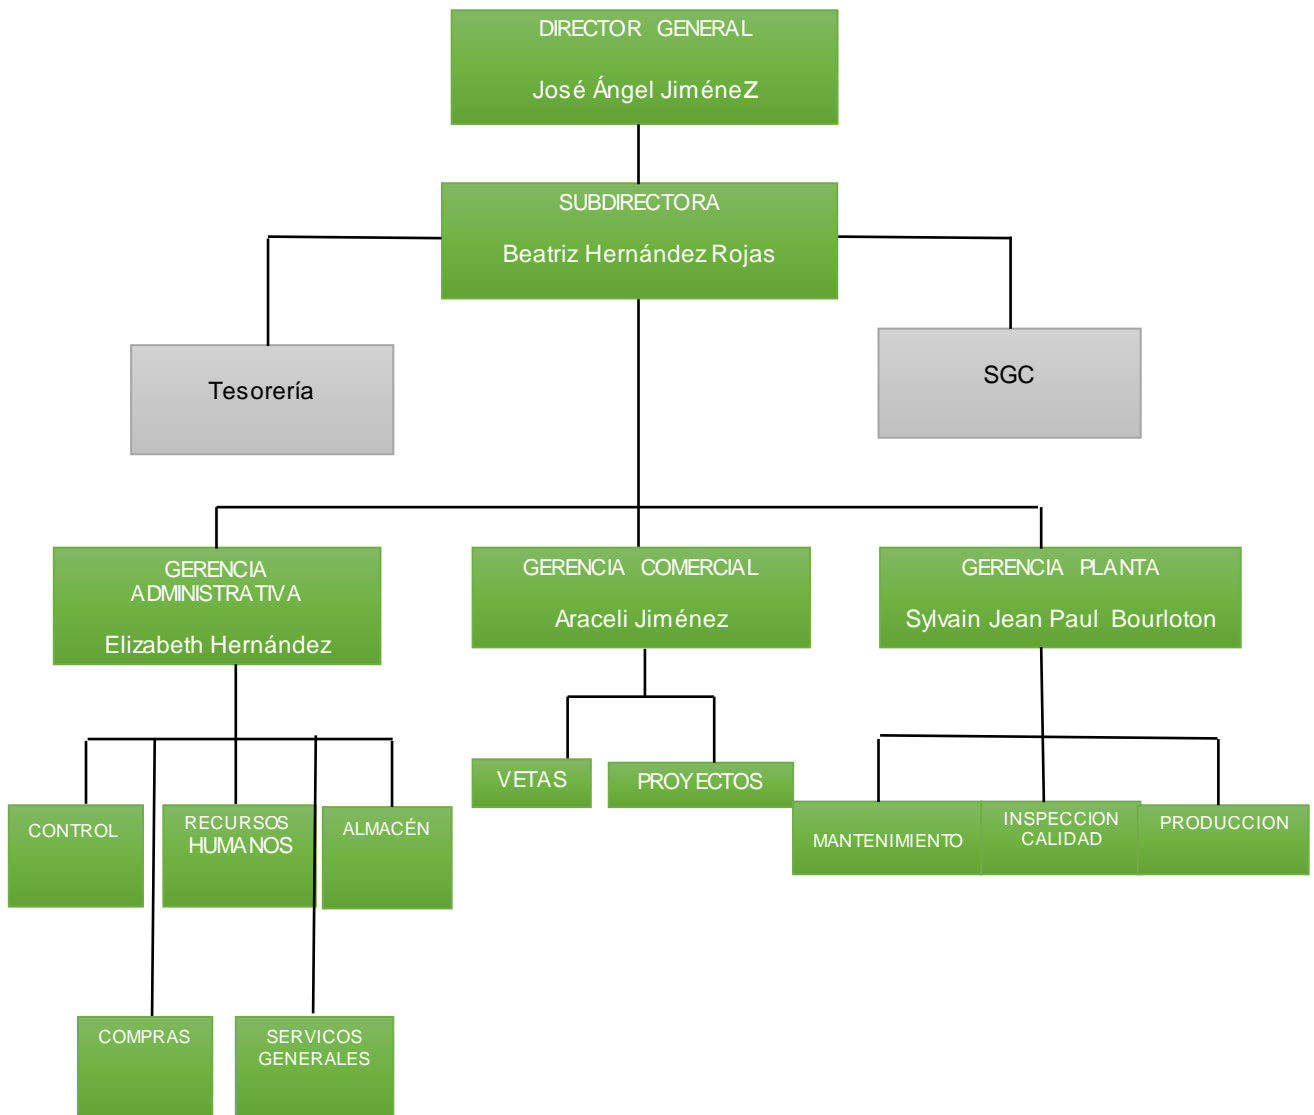 DIRECTOR GENERAL
José Ángel Jiménez
SUBDIRECTORA
Beatriz Hernández Rojas
Tesorería
SGC
GERENCIA
ADMINISTRATIVA
Elizabeth Hernández
GERENCIA COMERCIAL
Araceli Jiménez
GERENCIA PLANTA
Sylvain Jean Paul Bourloton
VETAS
PROYECTOS
CONTROL
RECURSOS
HUMANOS
ALMACÉN
MANTENIMIENTO
INSPECCION
CALIDAD
PRODUCCION
COMPRAS
SERVICOS
GENERALES